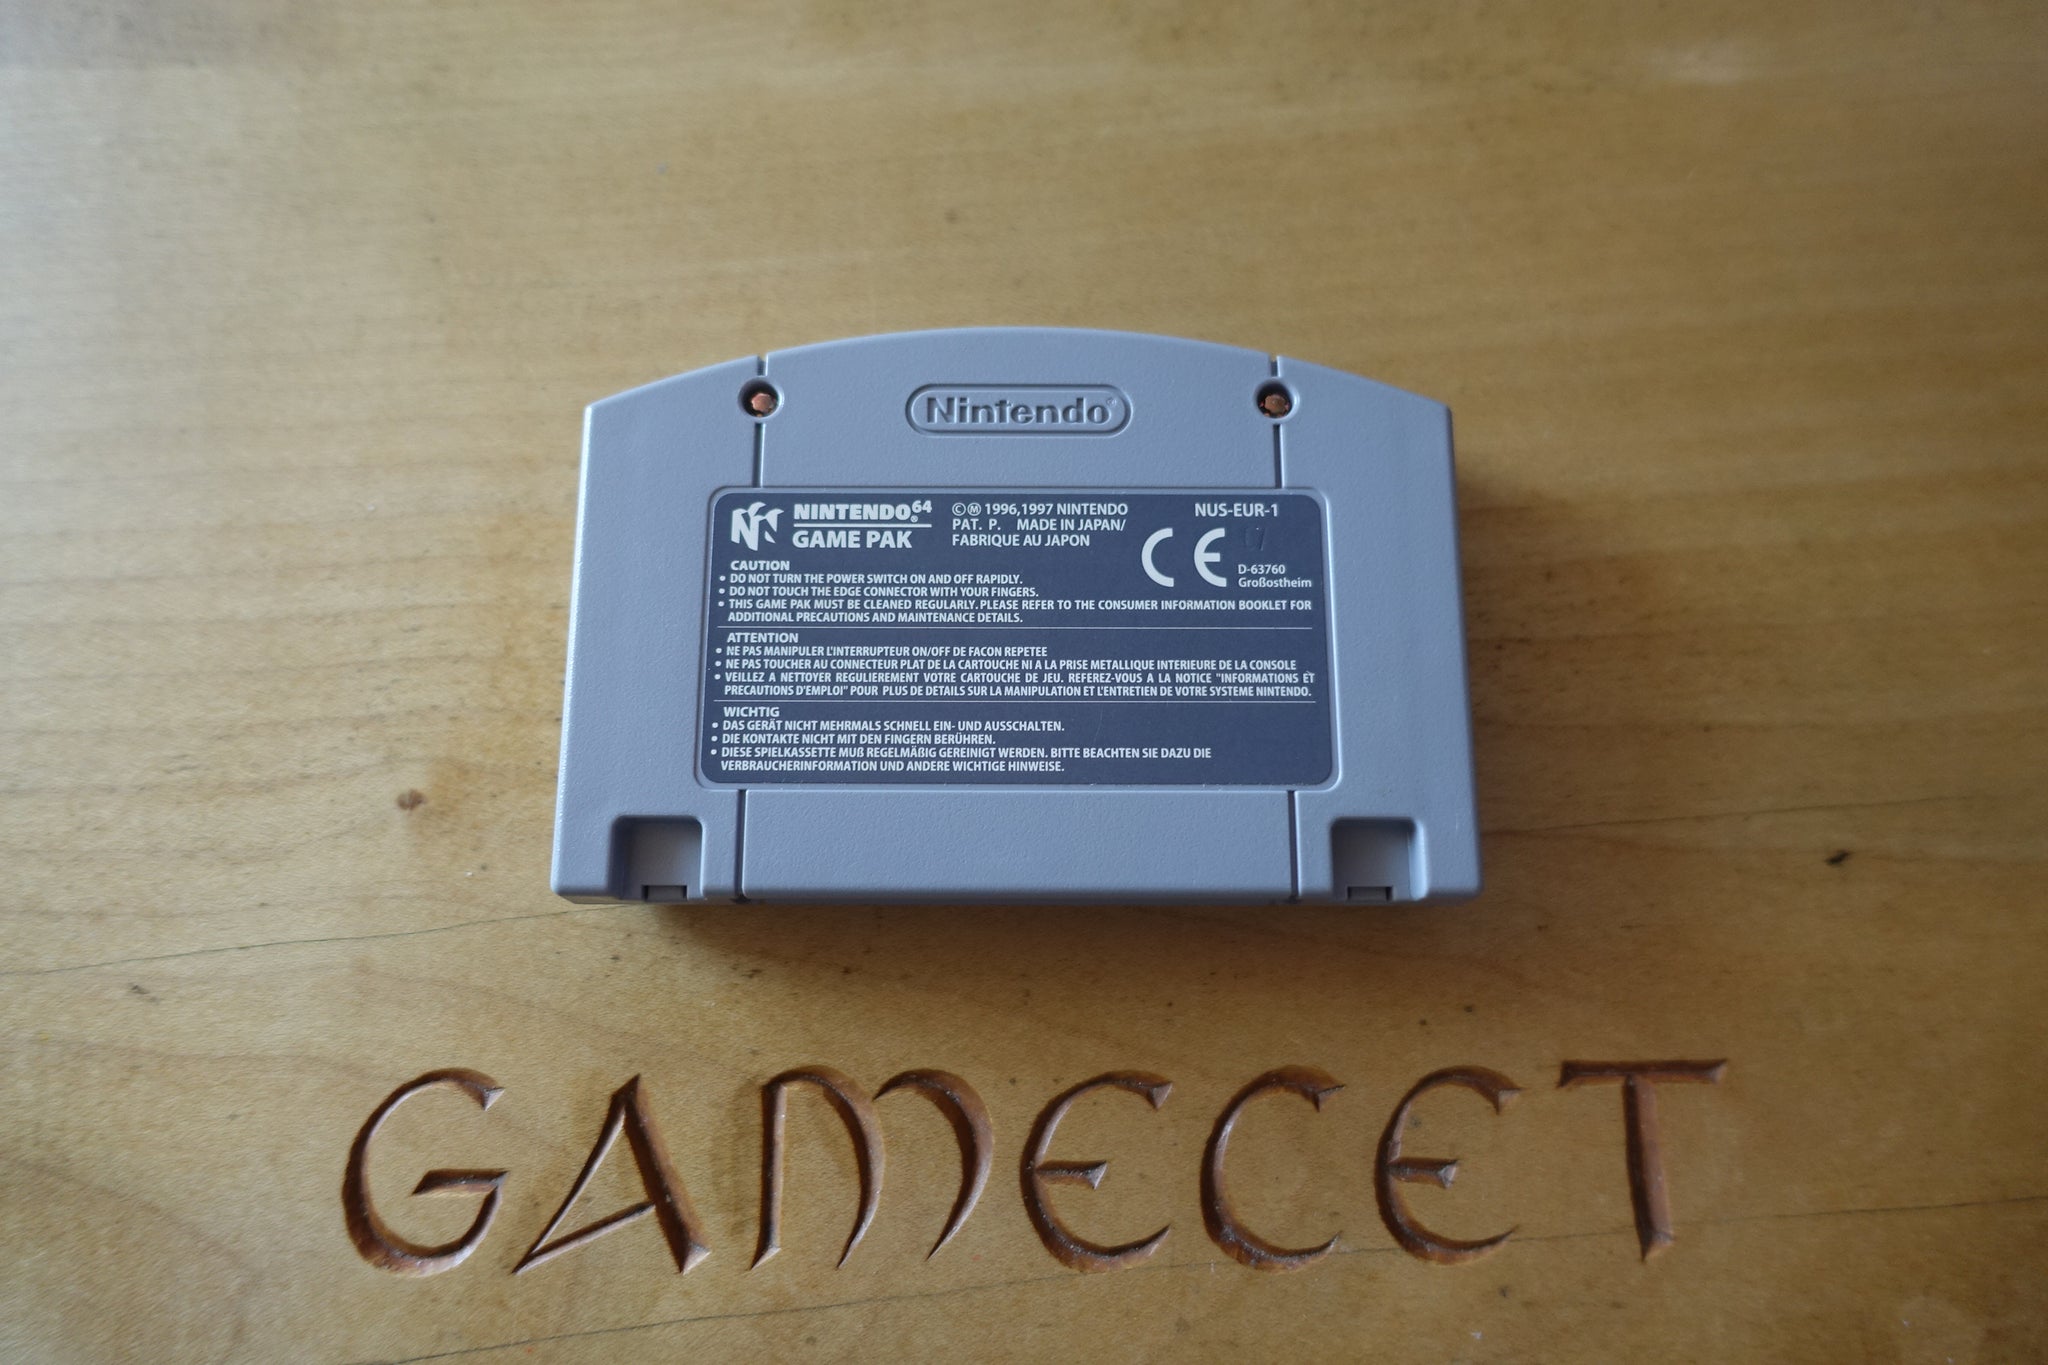 Nintendo®
NINTENDO64®
GAME PAK
©Ⓜ 1996,1997 NINTENDO
PAT. P. MADE IN JAPAN/
FABRIQUE AU JAPON
NUS-EUR-1
CE
D-63760
Großostheim
CAUTION
• DO NOT TURN THE POWER SWITCH ON AND OFF RAPIDLY.
• DO NOT TOUCH THE EDGE CONNECTOR WITH YOUR FINGERS.
• THIS GAME PAK MUST BE CLEANED REGULARLY. PLEASE REFER TO THE CONSUMER INFORMATION BOOKLET FOR
ADDITIONAL PRECAUTIONS AND MAINTENANCE DETAILS.
ATTENTION
• NE PAS MANIPULER L'INTERRUPTEUR ON/OFF DE FACON REPETEE
• NE PAS TOUCHER AU CONNECTEUR PLAT DE LA CARTOUCHE NI A LA PRISE METALLIQUE INTERIEURE DE LA CONSOLE
• VEILLEZ A NETTOYER REGULIEREMENT VOTRE CARTOUCHE DE JEU. REFEREZ-VOUS A LA NOTICE "INFORMATIONS ET
PRECAUTIONS D'EMPLOI" POUR PLUS DE DETAILS SUR LA MANIPULATION ET L'ENTRETIEN DE VOTRE SYSTEME NINTENDO.
WICHTIG
• DAS GERÄT NICHT MEHRMALS SCHNELL EIN- UND AUSSCHALTEN.
• DIE KONTAKTE NICHT MIT DEN FINGERN BERÜHREN.
• DIESE SPIELKASSETTE MUß REGELMÄßIG GEREINIGT WERDEN. BITTE BEACHTEN SIE DAZU DIE
VERBRAUCHERINFORMATION UND ANDERE WICHTIGE HINWEISE.
GAMECET